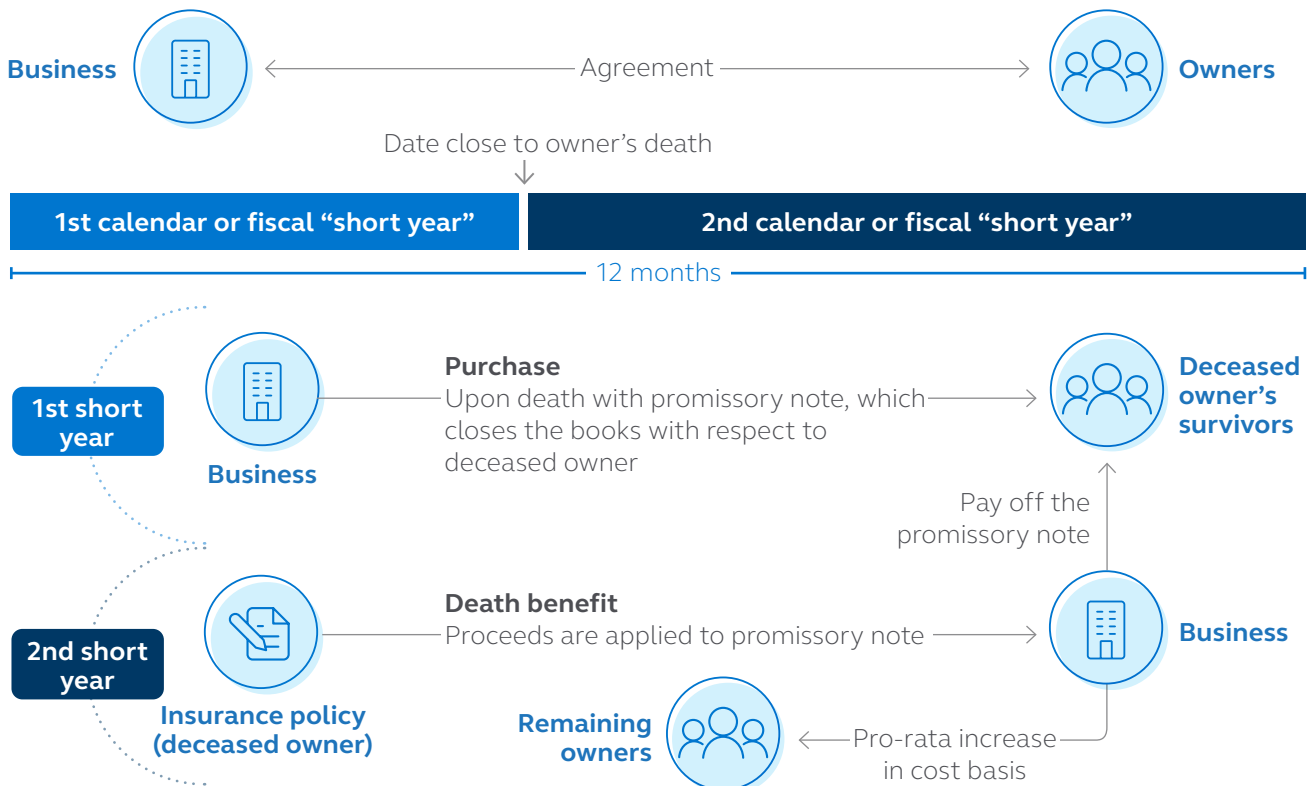 Business
Agreement
Owners
Date close to owner’s death
1st calendar or fiscal “short year”
2nd calendar or fiscal “short year”
12 months
1st short
year
Business
Purchase
Upon death with promissory note, which
closes the books with respect to
deceased owner
Deceased
owner’s
survivors
Pay off the
promissory note
2nd short
year
Insurance policy
(deceased owner)
Death benefit
Proceeds are applied to promissory note
Business
Remaining
owners
Pro-rata increase
in cost basis